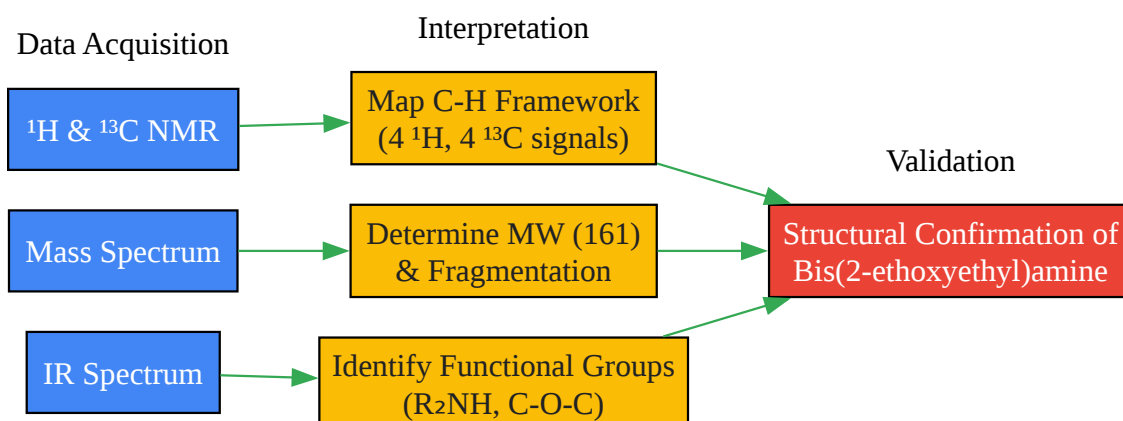 Data Acquisition
Interpretation
¹H & ¹³C NMR
Map C-H Framework
(4 ¹H, 4 ¹³C signals)
Validation
Mass Spectrum
Determine MW (161)
& Fragmentation
Structural Confirmation of
Bis(2-ethoxyethyl)amine
IR Spectrum
Identify Functional Groups
(R₂NH, C-O-C)